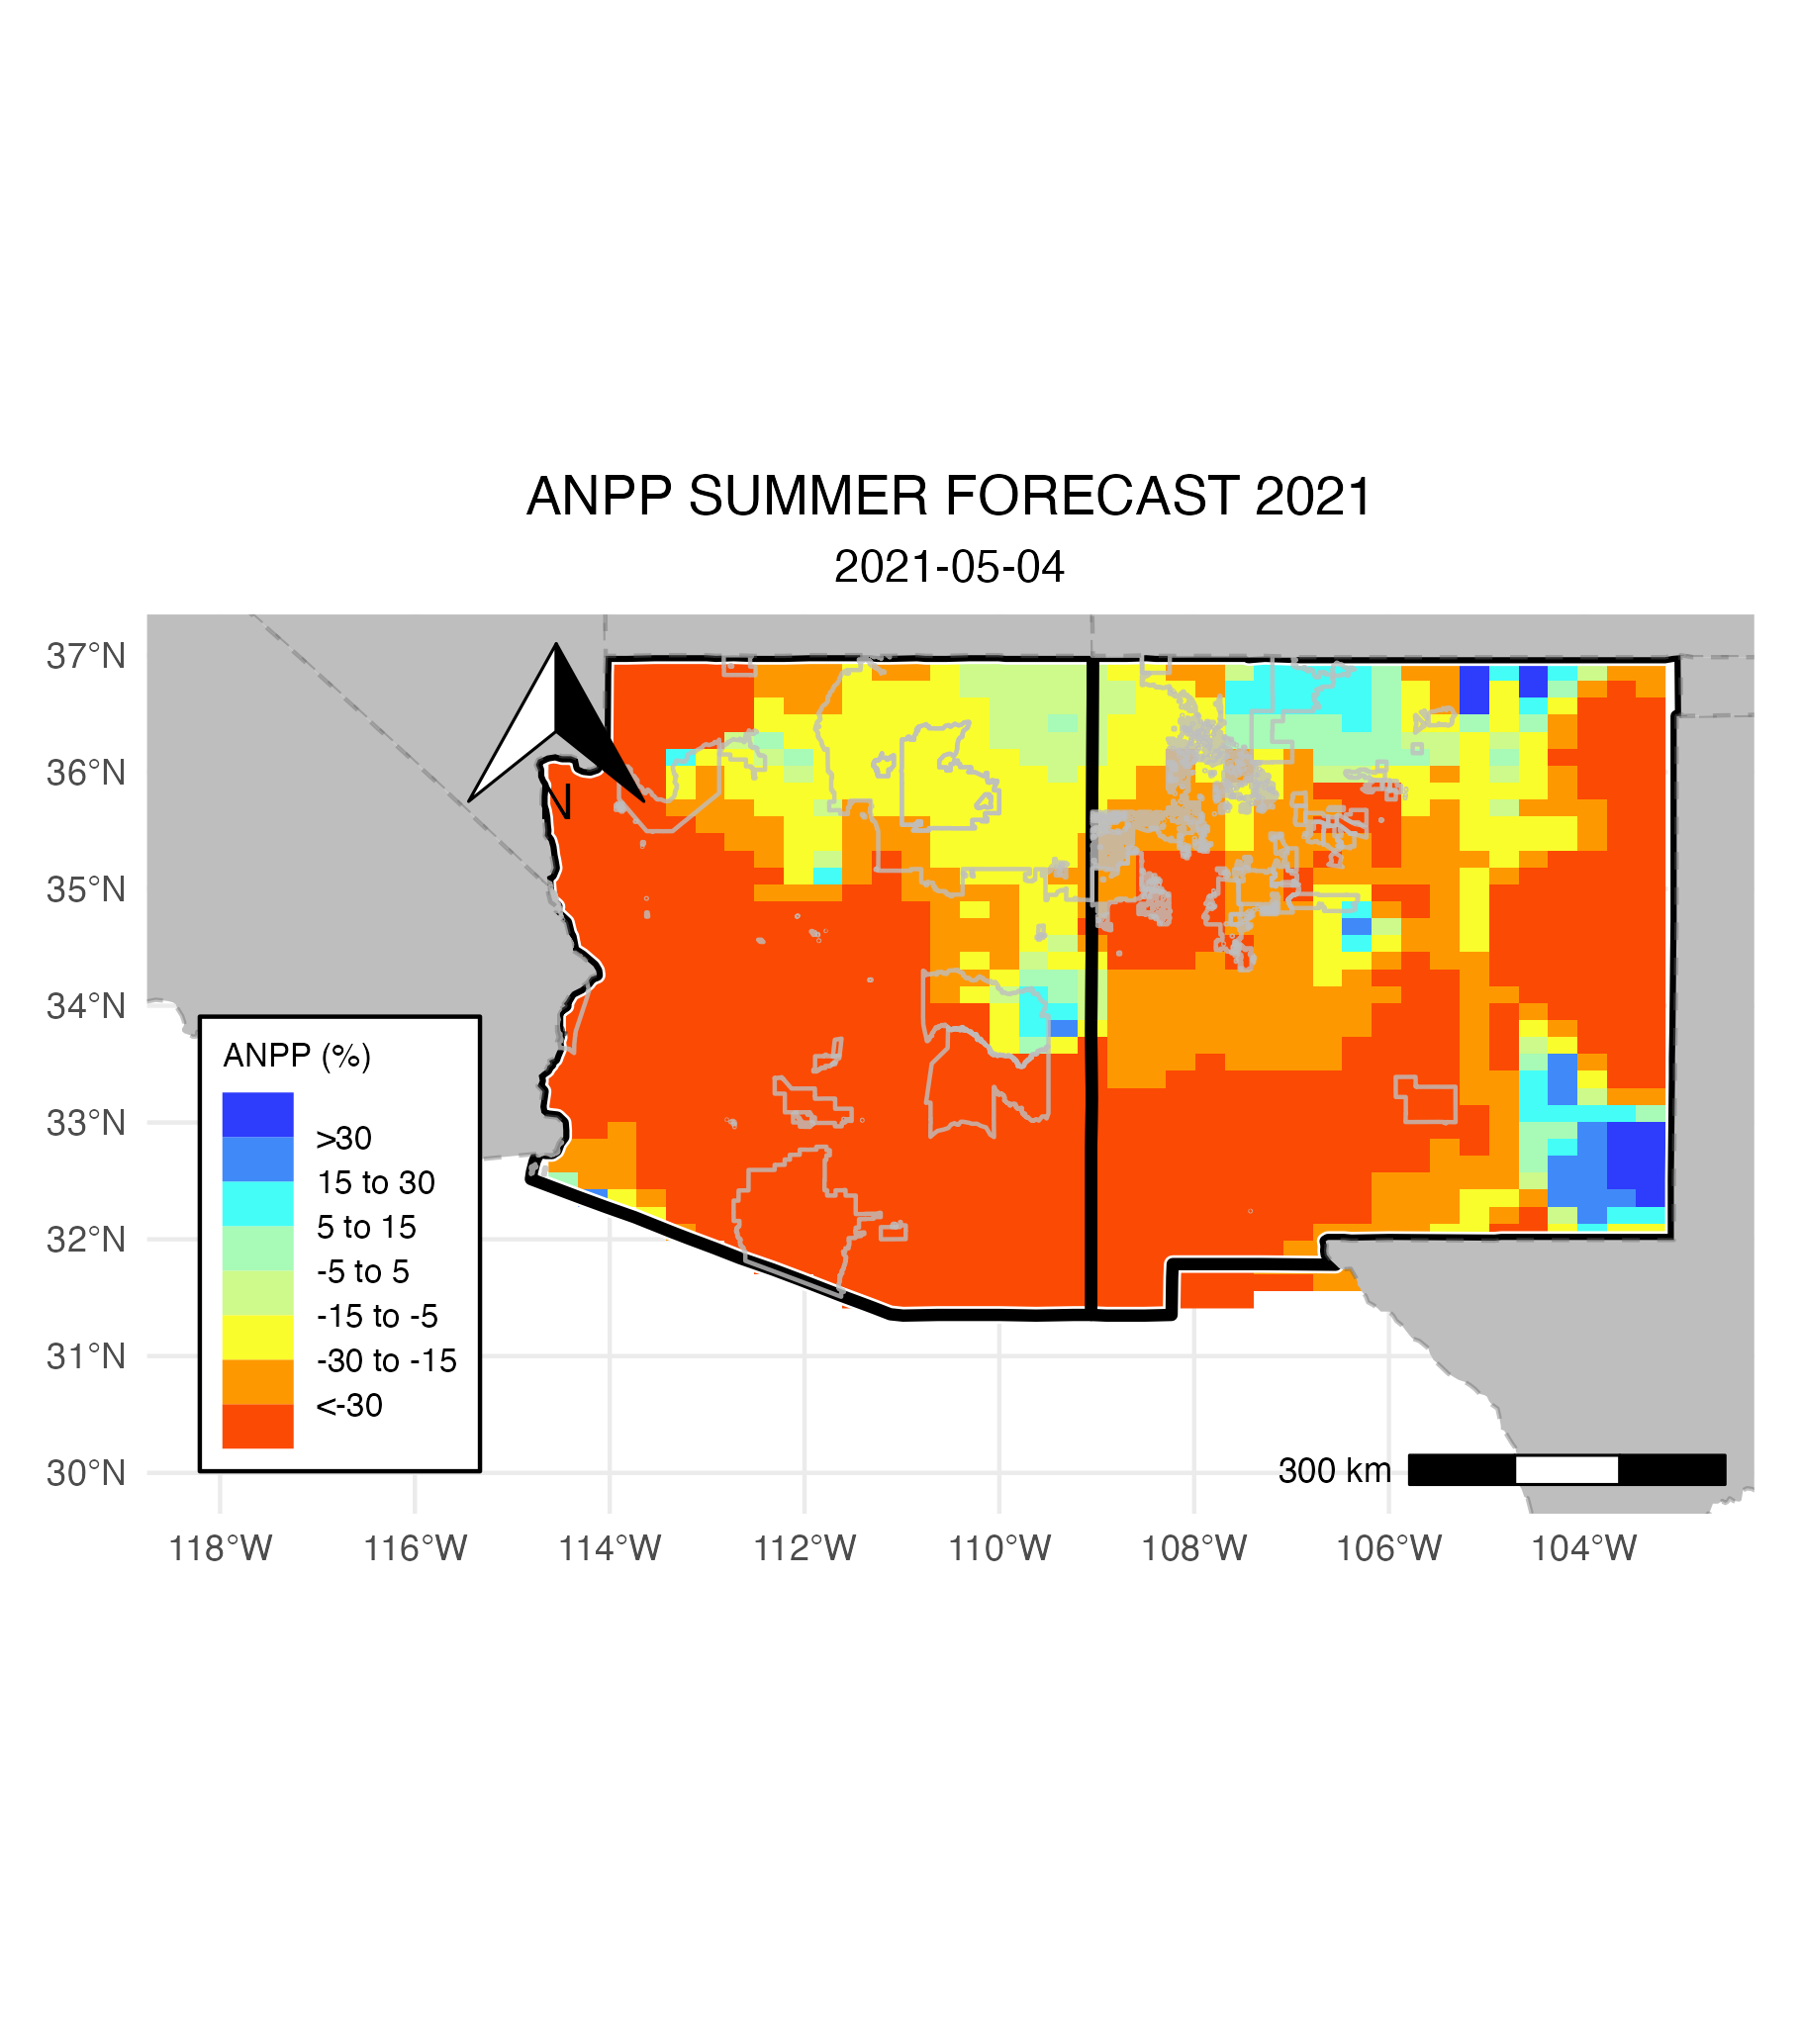 ANPP SUMMER FORECAST 2021
2021-05-04
37°N
36°N
35°N
34°N
33°N
32°N
31°N
30°N
N
ANPP (%)
>30
15 to 30
5 to 15
-5 to 5
-15 to -5
-30 to -15
<-30
300 km
118°W 116°W 114°W 112°W 110°W 108°W 106°W 104°W